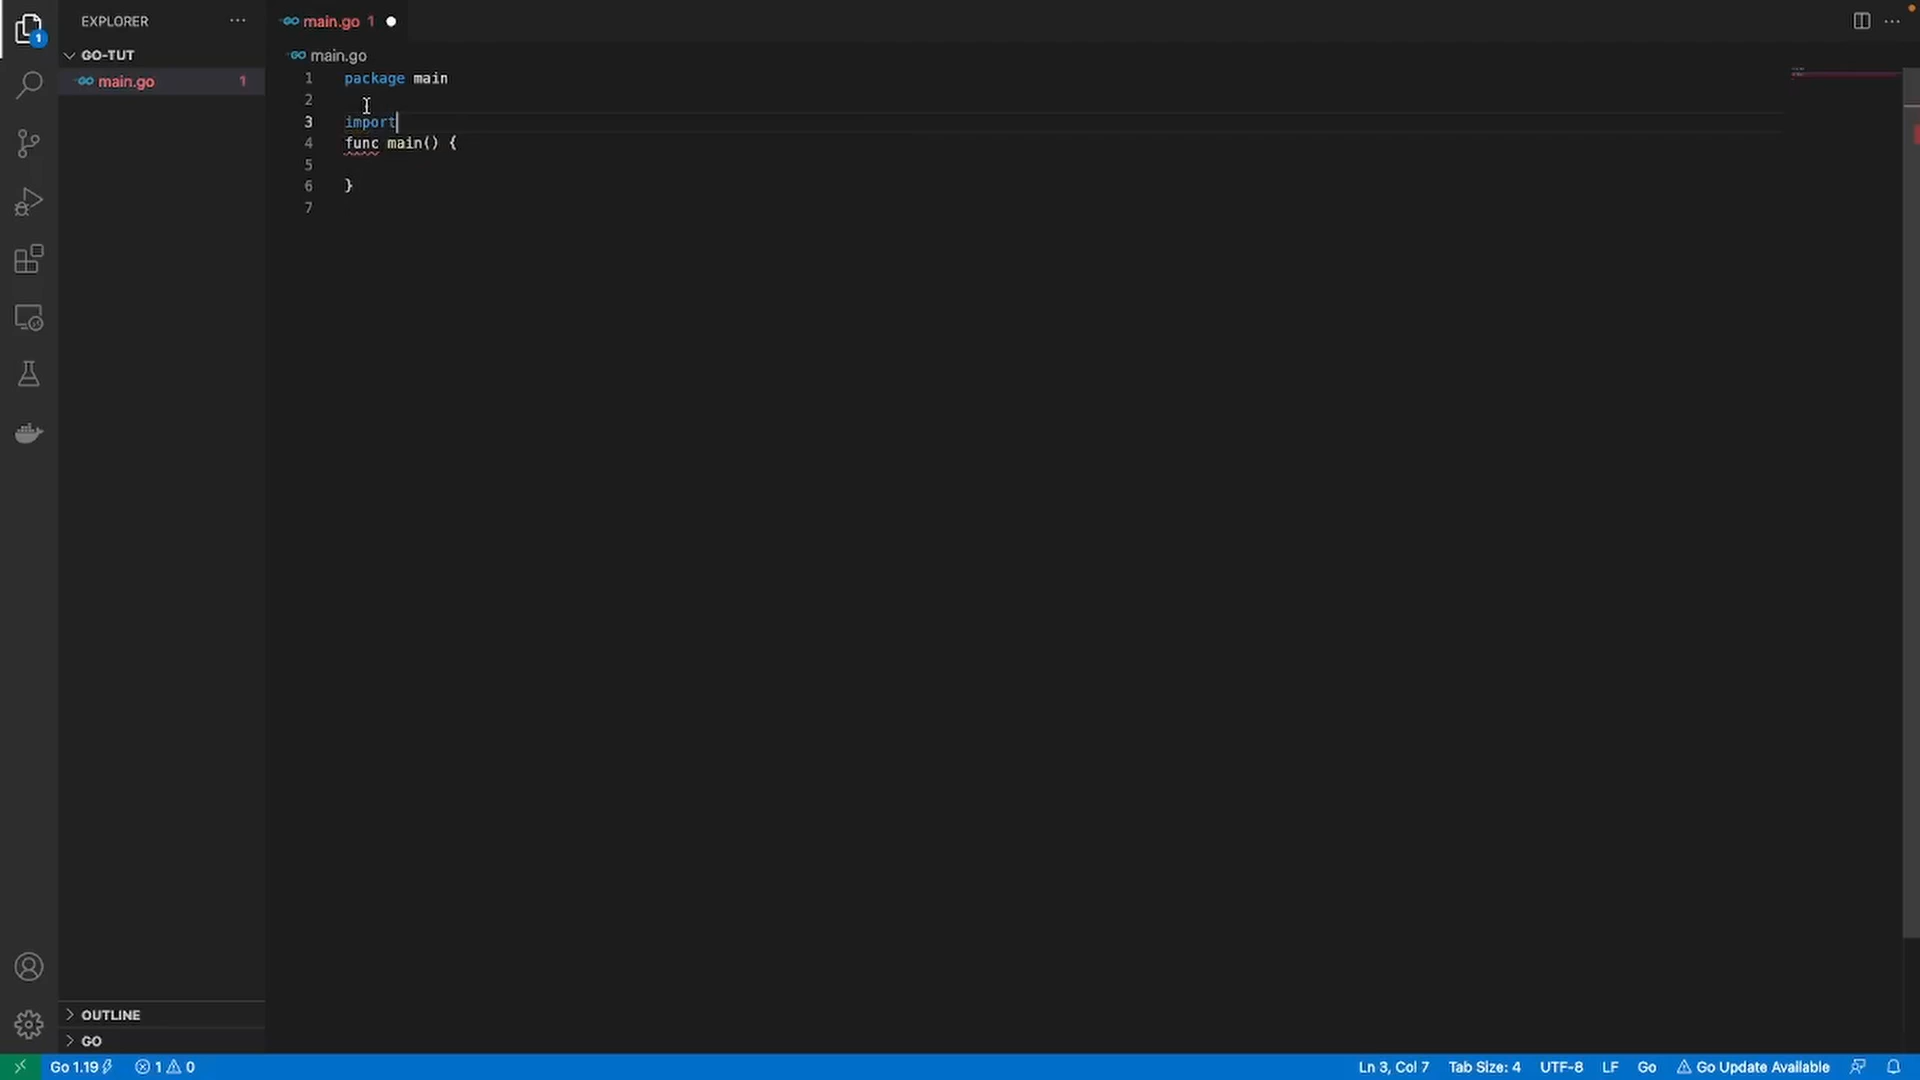 EXPLORER
GO-TUT
main.go 1
1
main.go 1
main.go
1 package main
2
3 import
4 func main() {
5
6 }
7
OUTLINE
GO
Go 1.19 1 0 Ln 3, Col 7 Tab Size: 4 UTF-8 LF Go Go Update Available